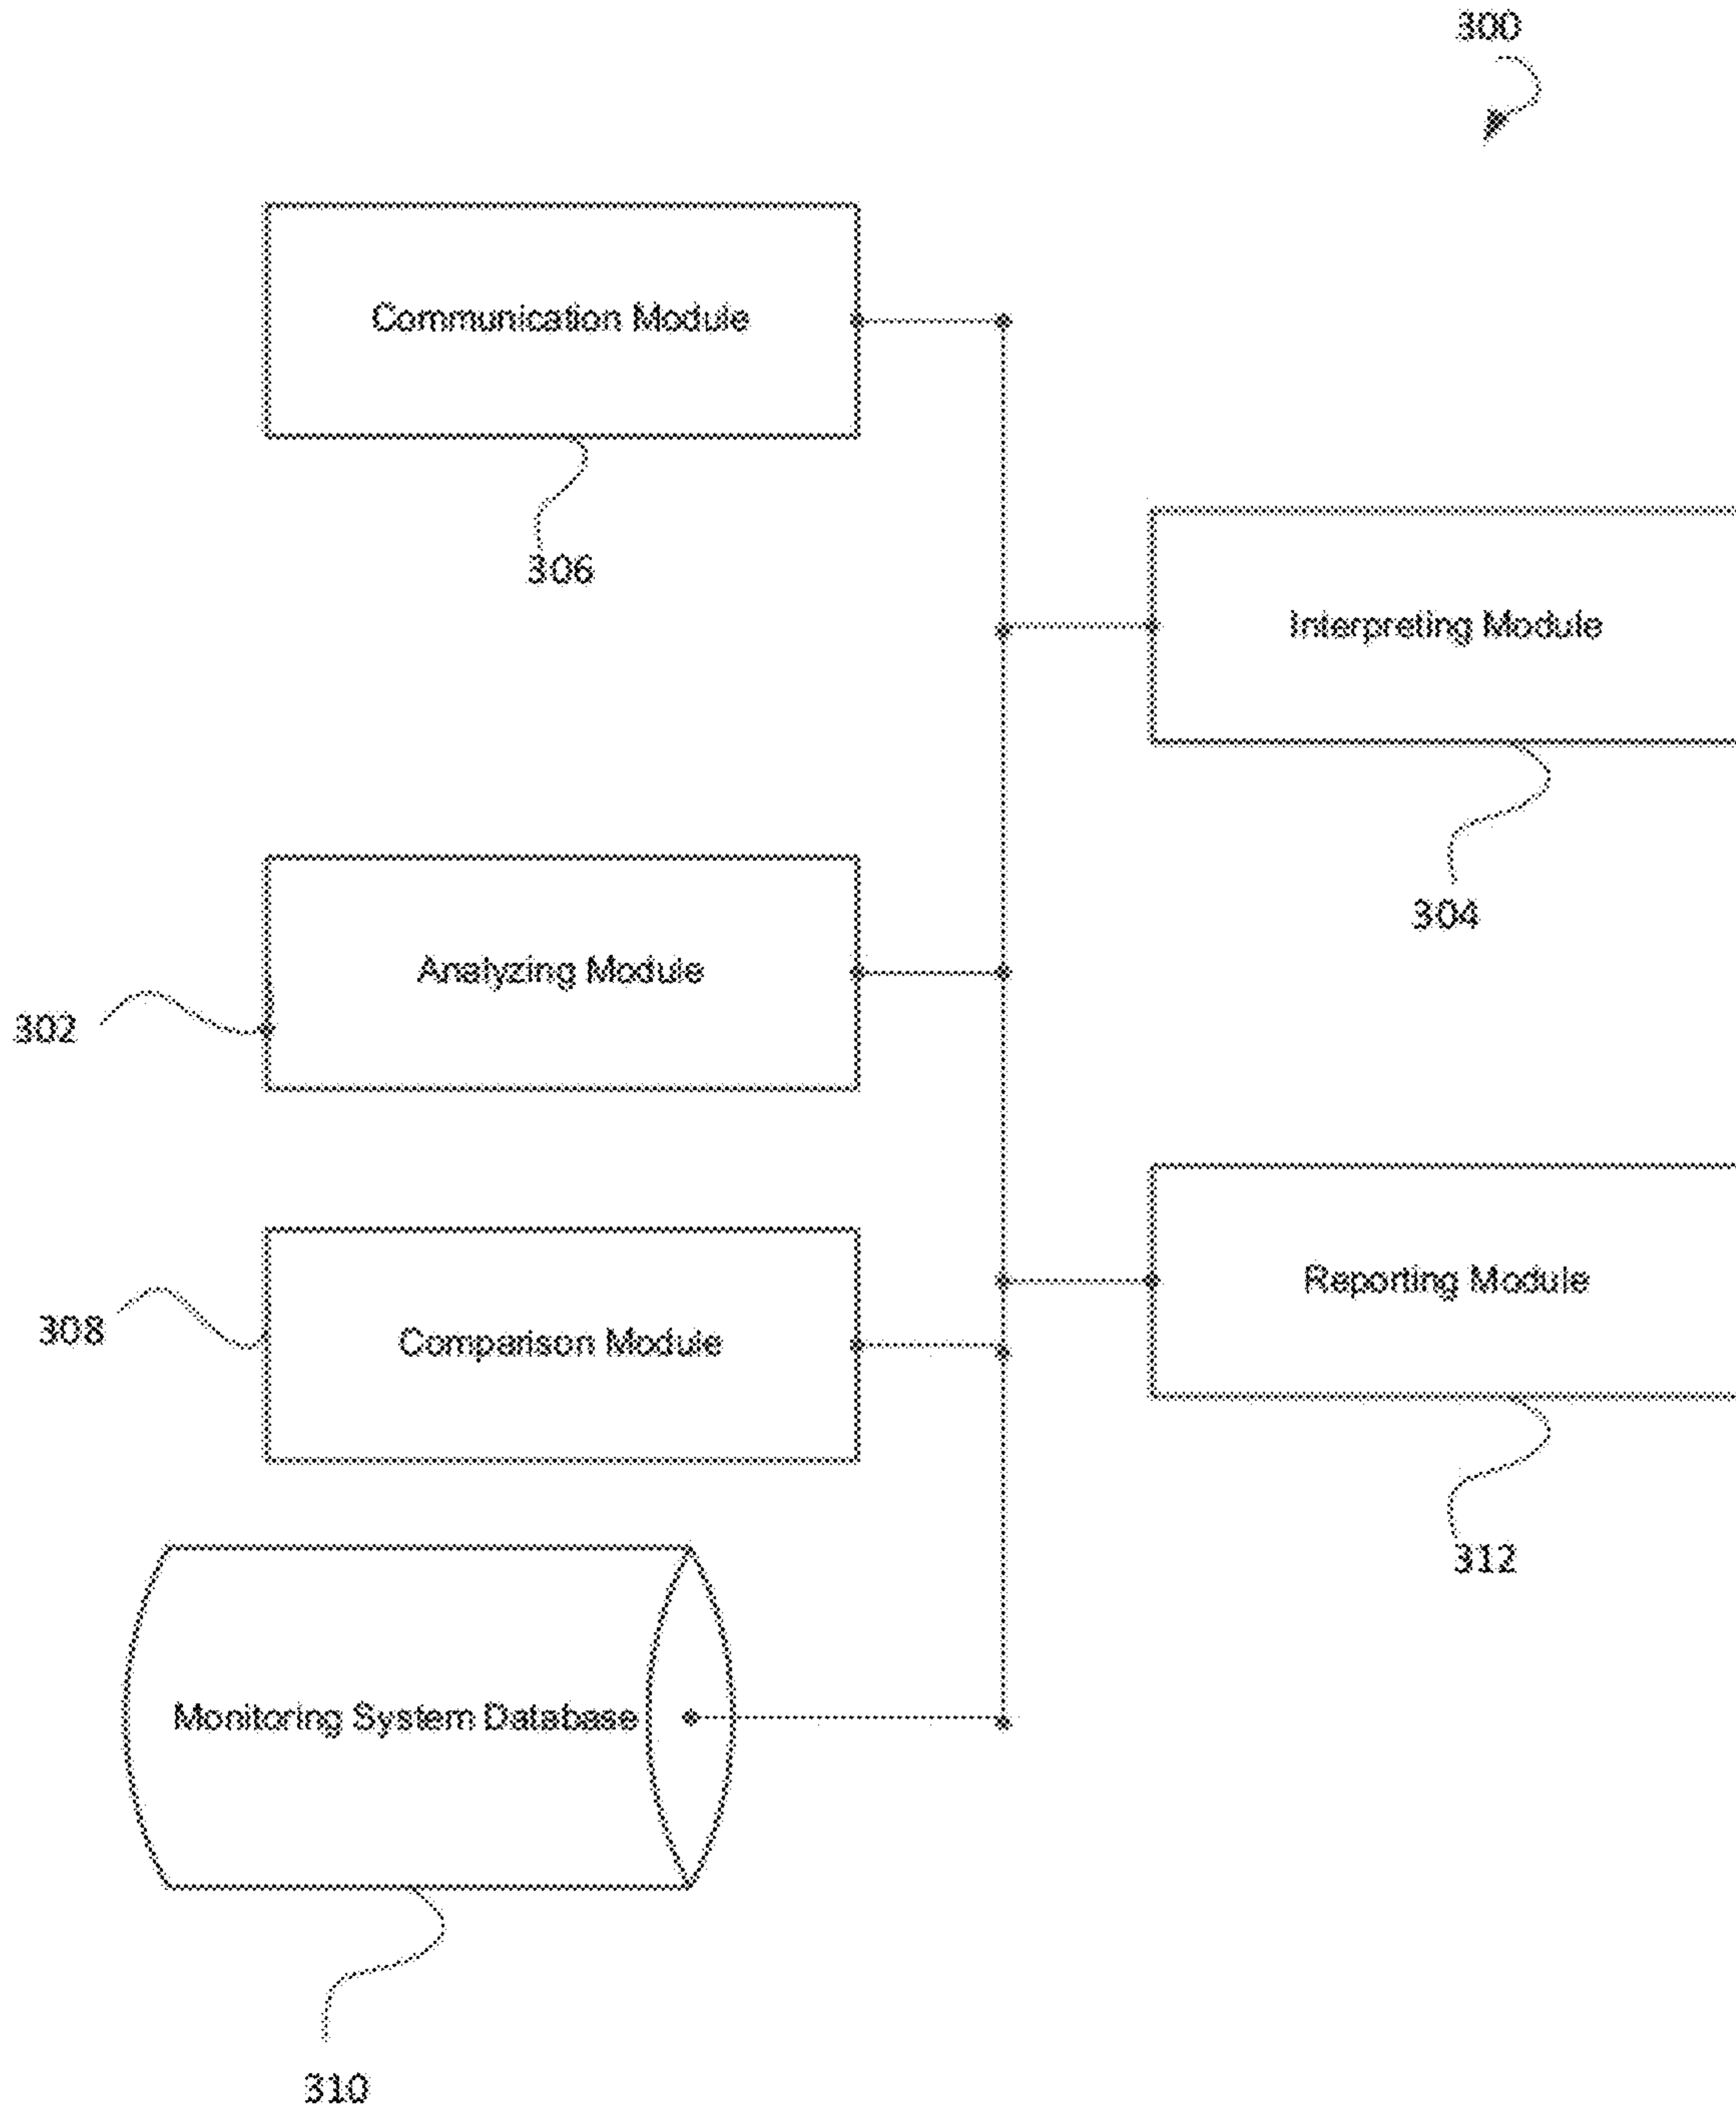 300
Communication Module
306
Interpreting Module
304
Analyzing Module
302
Reporting Module
308
Comparison Module
312
Monitoring System Database
310